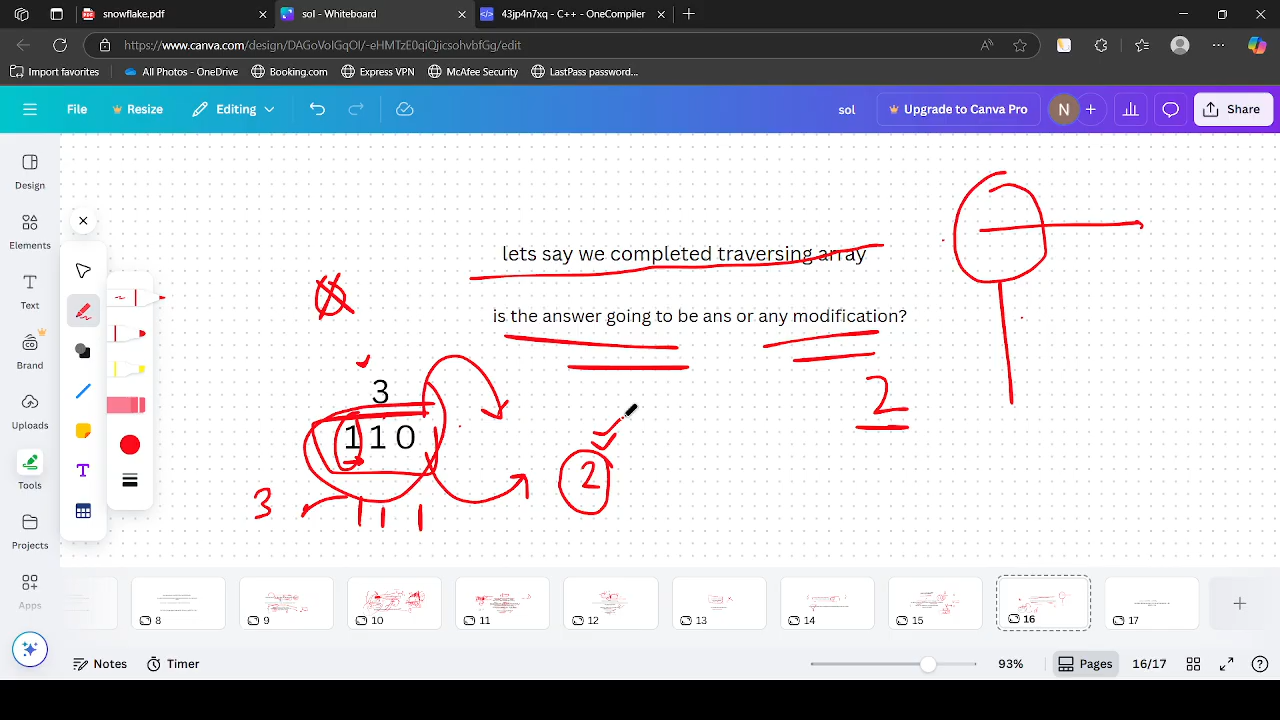 snowflake.pdf
sol - Whiteboard
43jp4n7xq - C++ - OneCompiler
https://www.canva.com/design/DAGoVolGqOI/-eHMTzE0qiQjicsohvbfGg/edit
Import favorites
All Photos - OneDrive
Booking.com
Express VPN
McAfee Security
LastPass password...
File
Resize
Editing
sol
Upgrade to Canva Pro
N
Share
Design
Elements
Text
Brand
Uploads
Tools
Projects
Apps
lets say we completed traversing array
is the answer going to be ans or any modification?
3
110
3
2
2
8
9
10
11
12
13
14
15
16
17
Notes
Timer
93%
Pages
16/17